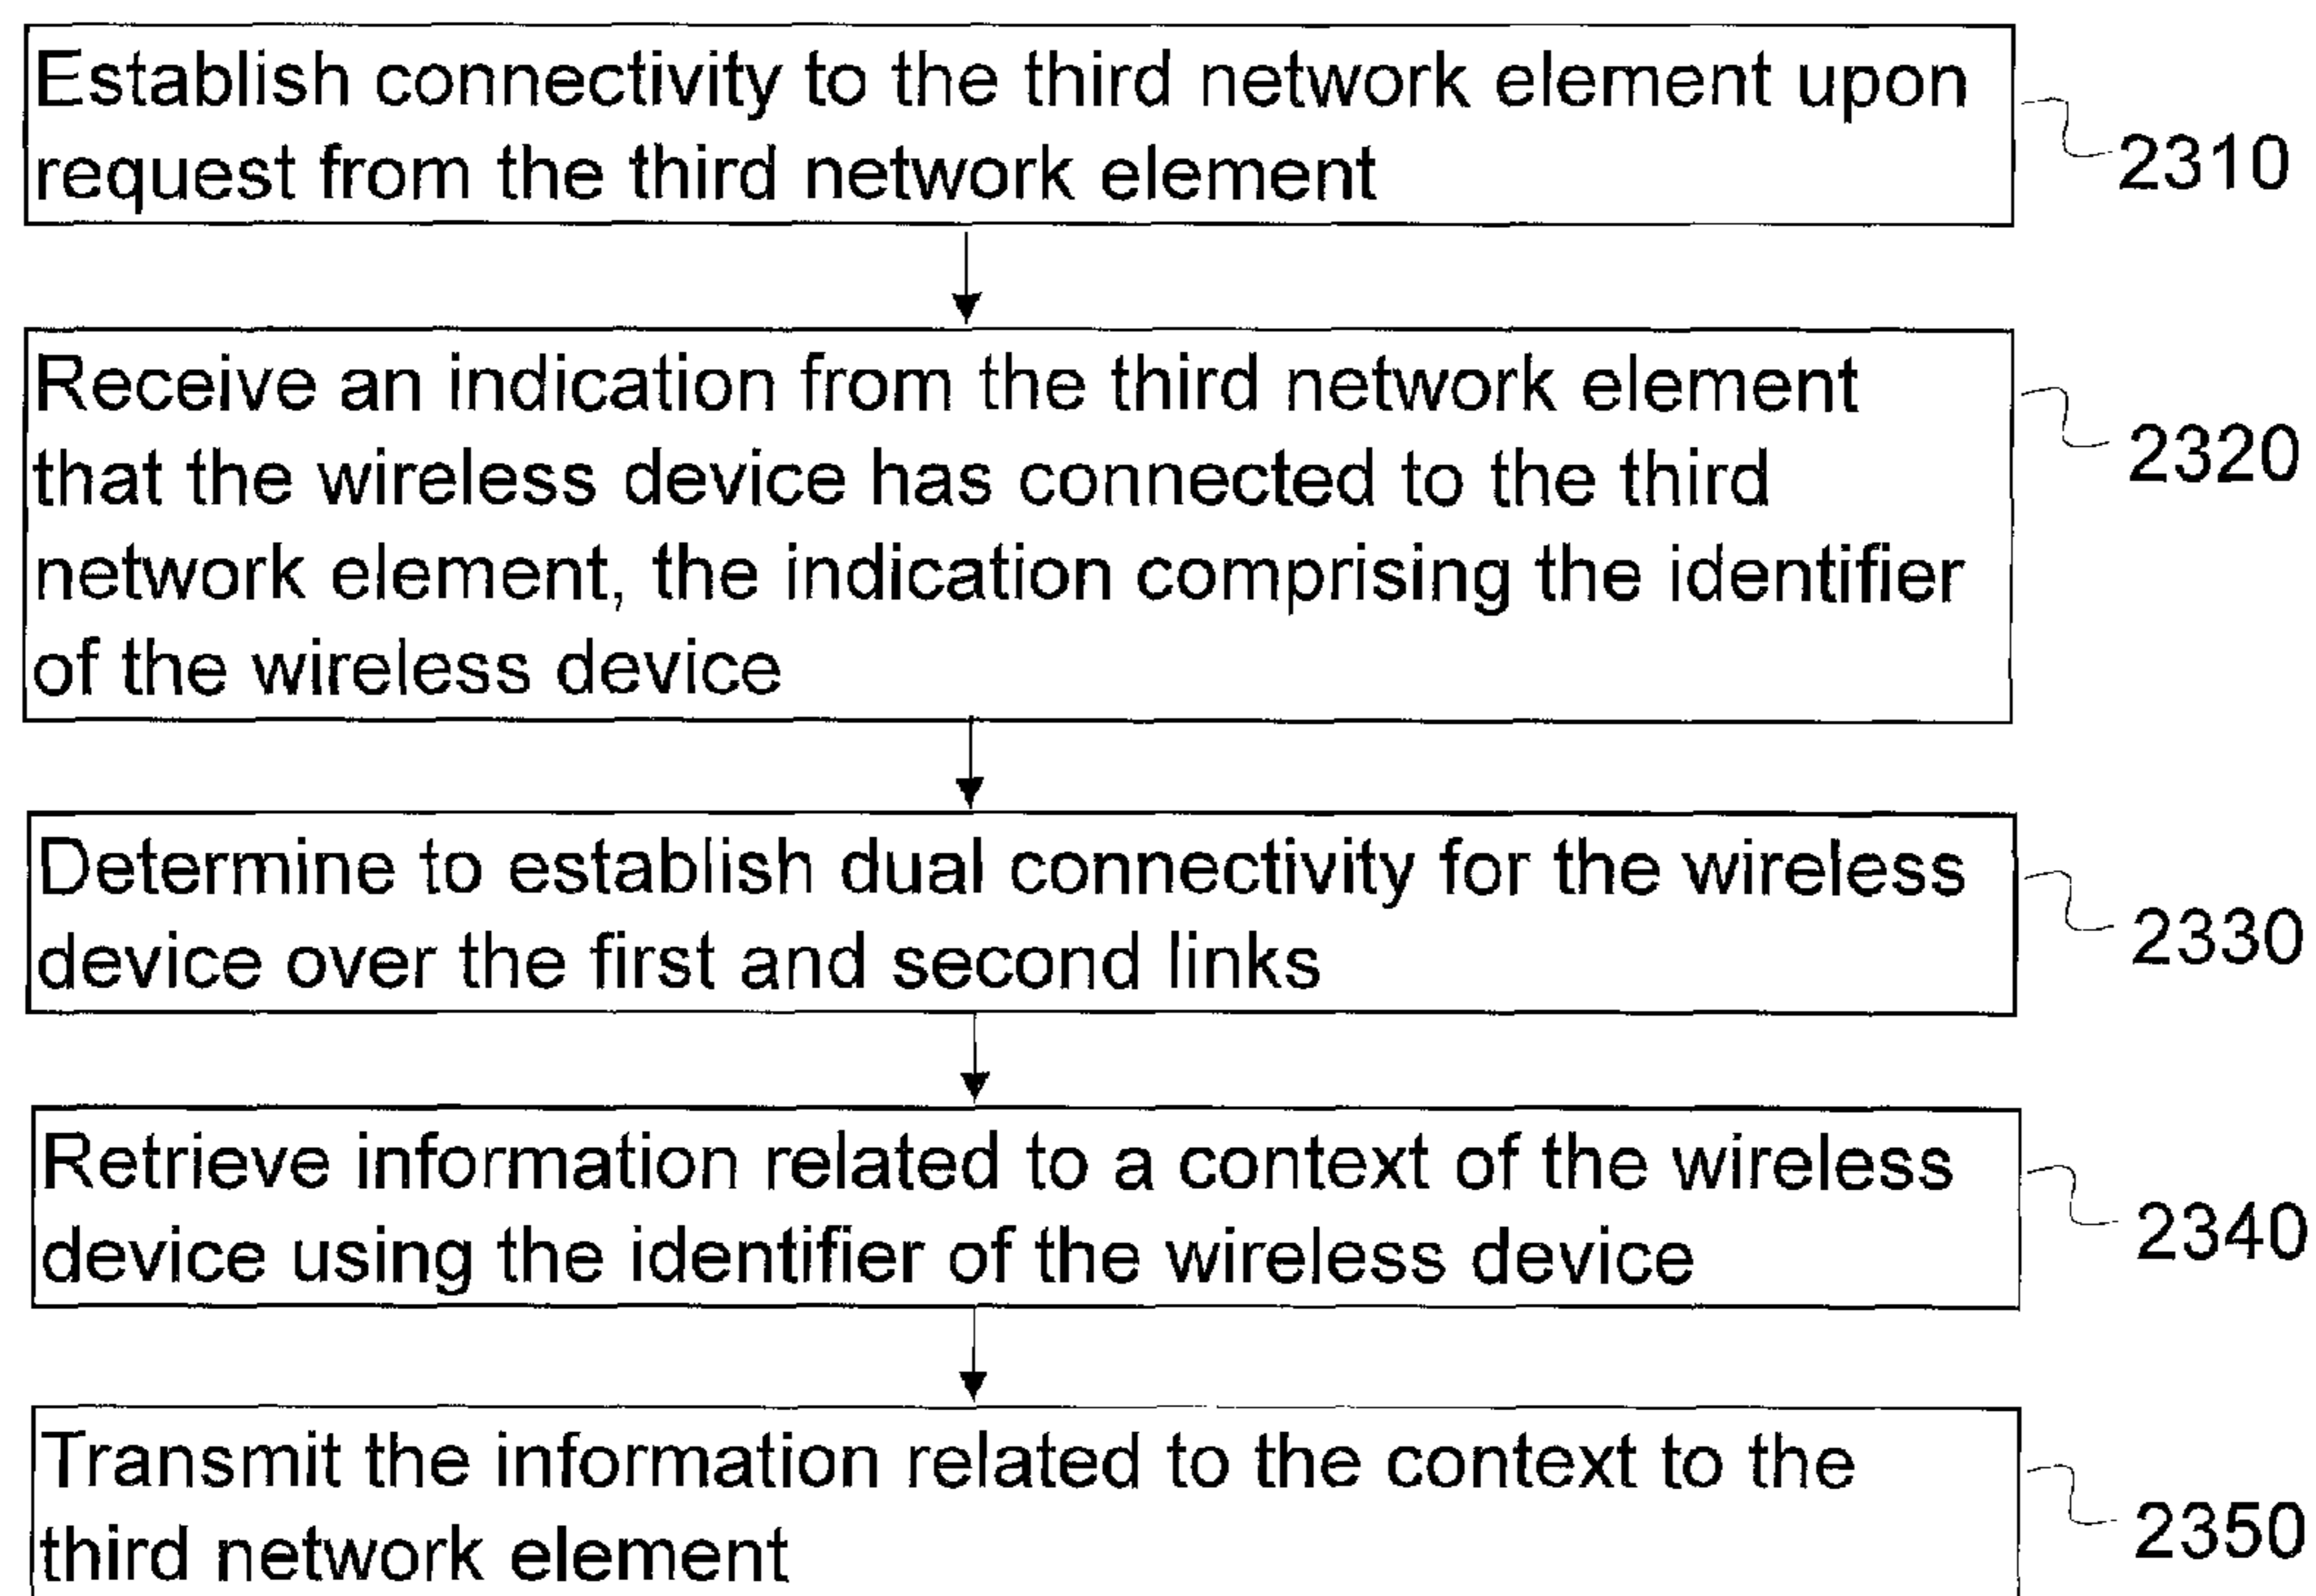 Establish connectivity to the third network element upon
request from the third network element
2310
Receive an indication from the third network element
that the wireless device has connected to the third
network element, the indication comprising the identifier
of the wireless device
2320
Determine to establish dual connectivity for the wireless
device over the first and second links
2330
Retrieve information related to a context of the wireless
device using the identifier of the wireless device
2340
Transmit the information related to the context to the
third network element
2350